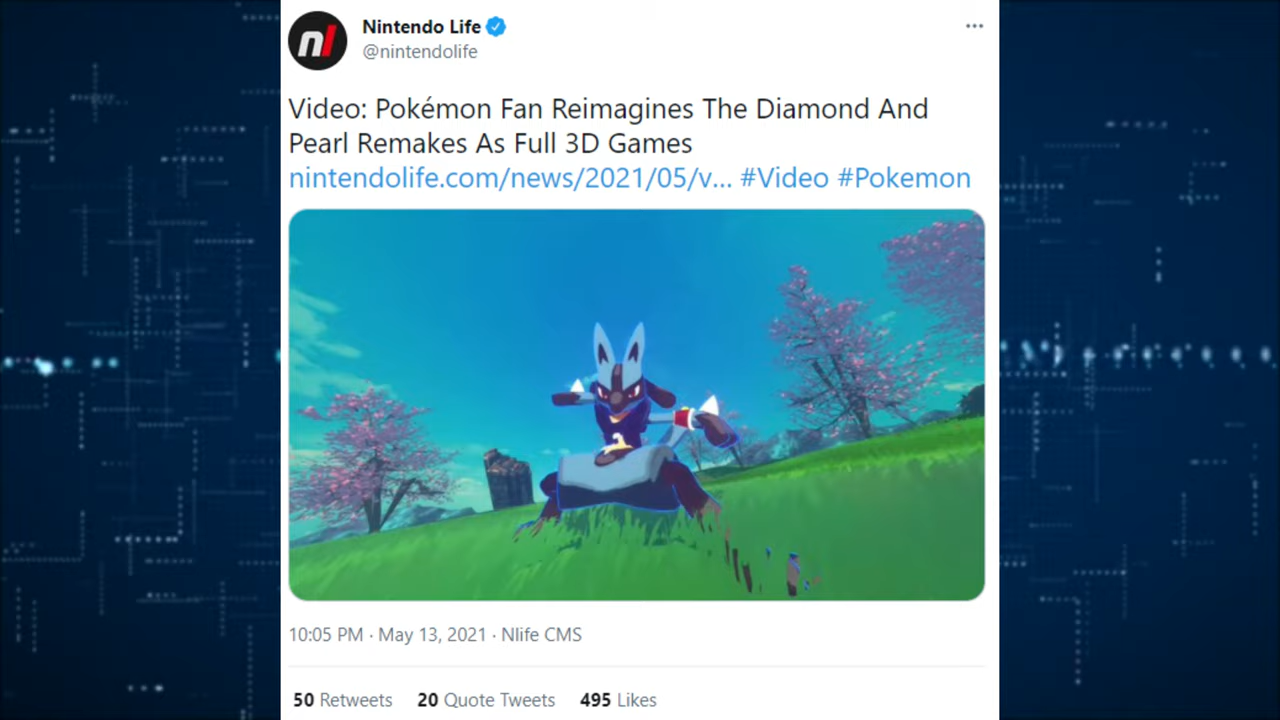 nl
Nintendo Life
@nintendolife
Video: Pokémon Fan Reimagines The Diamond And
Pearl Remakes As Full 3D Games
nintendolife.com/news/2021/05/v... #Video #Pokemon
10:05 PM · May 13, 2021 · Nlife CMS
50 Retweets 20 Quote Tweets 495 Likes